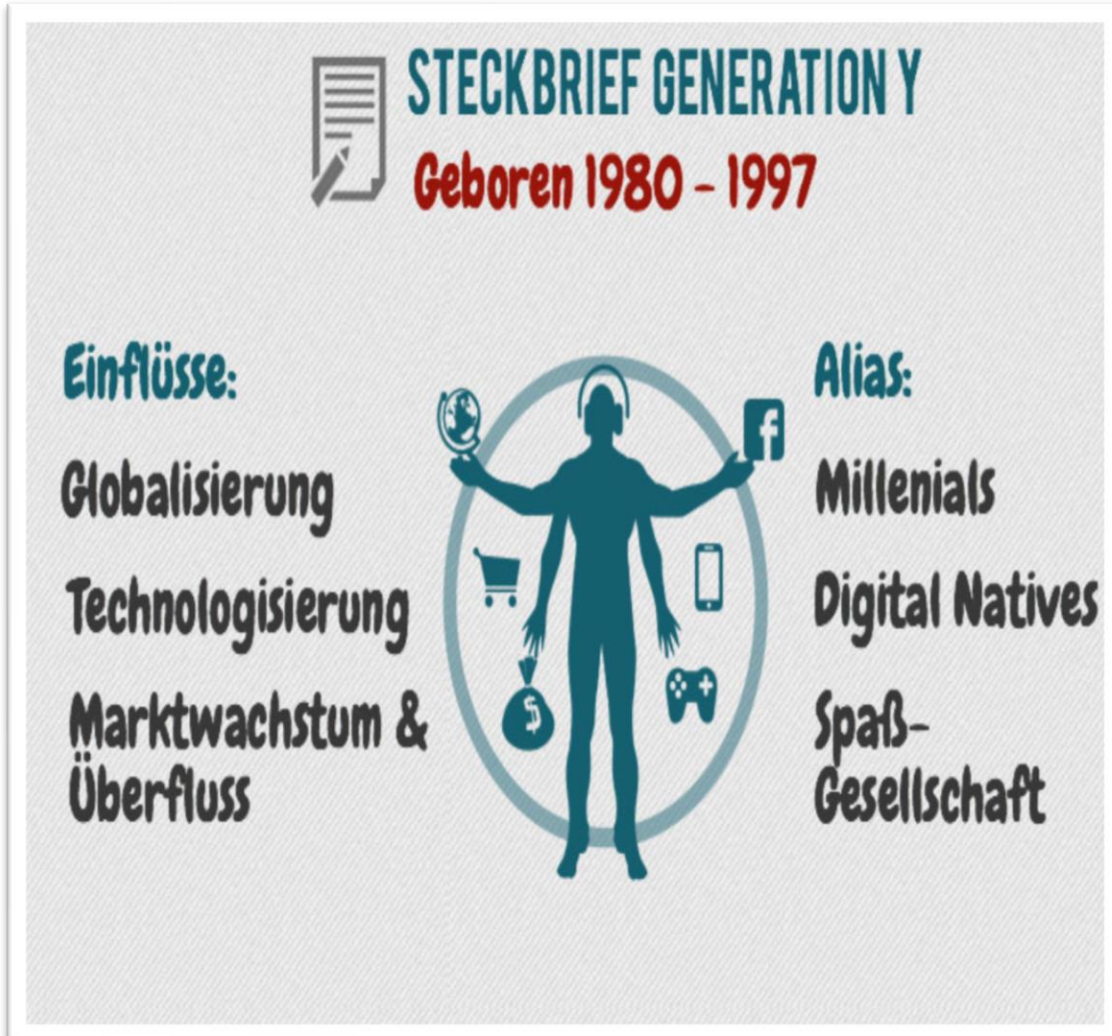 STECKBRIEF GENERATION Y
Geboren 1980 - 1997
Einflüsse:
Globalisierung
Technologisierung
Marktwachstum &
Überfluss
f
$
Alias:
Millenials
Digital Natives
Spaß-
Gesellschaft